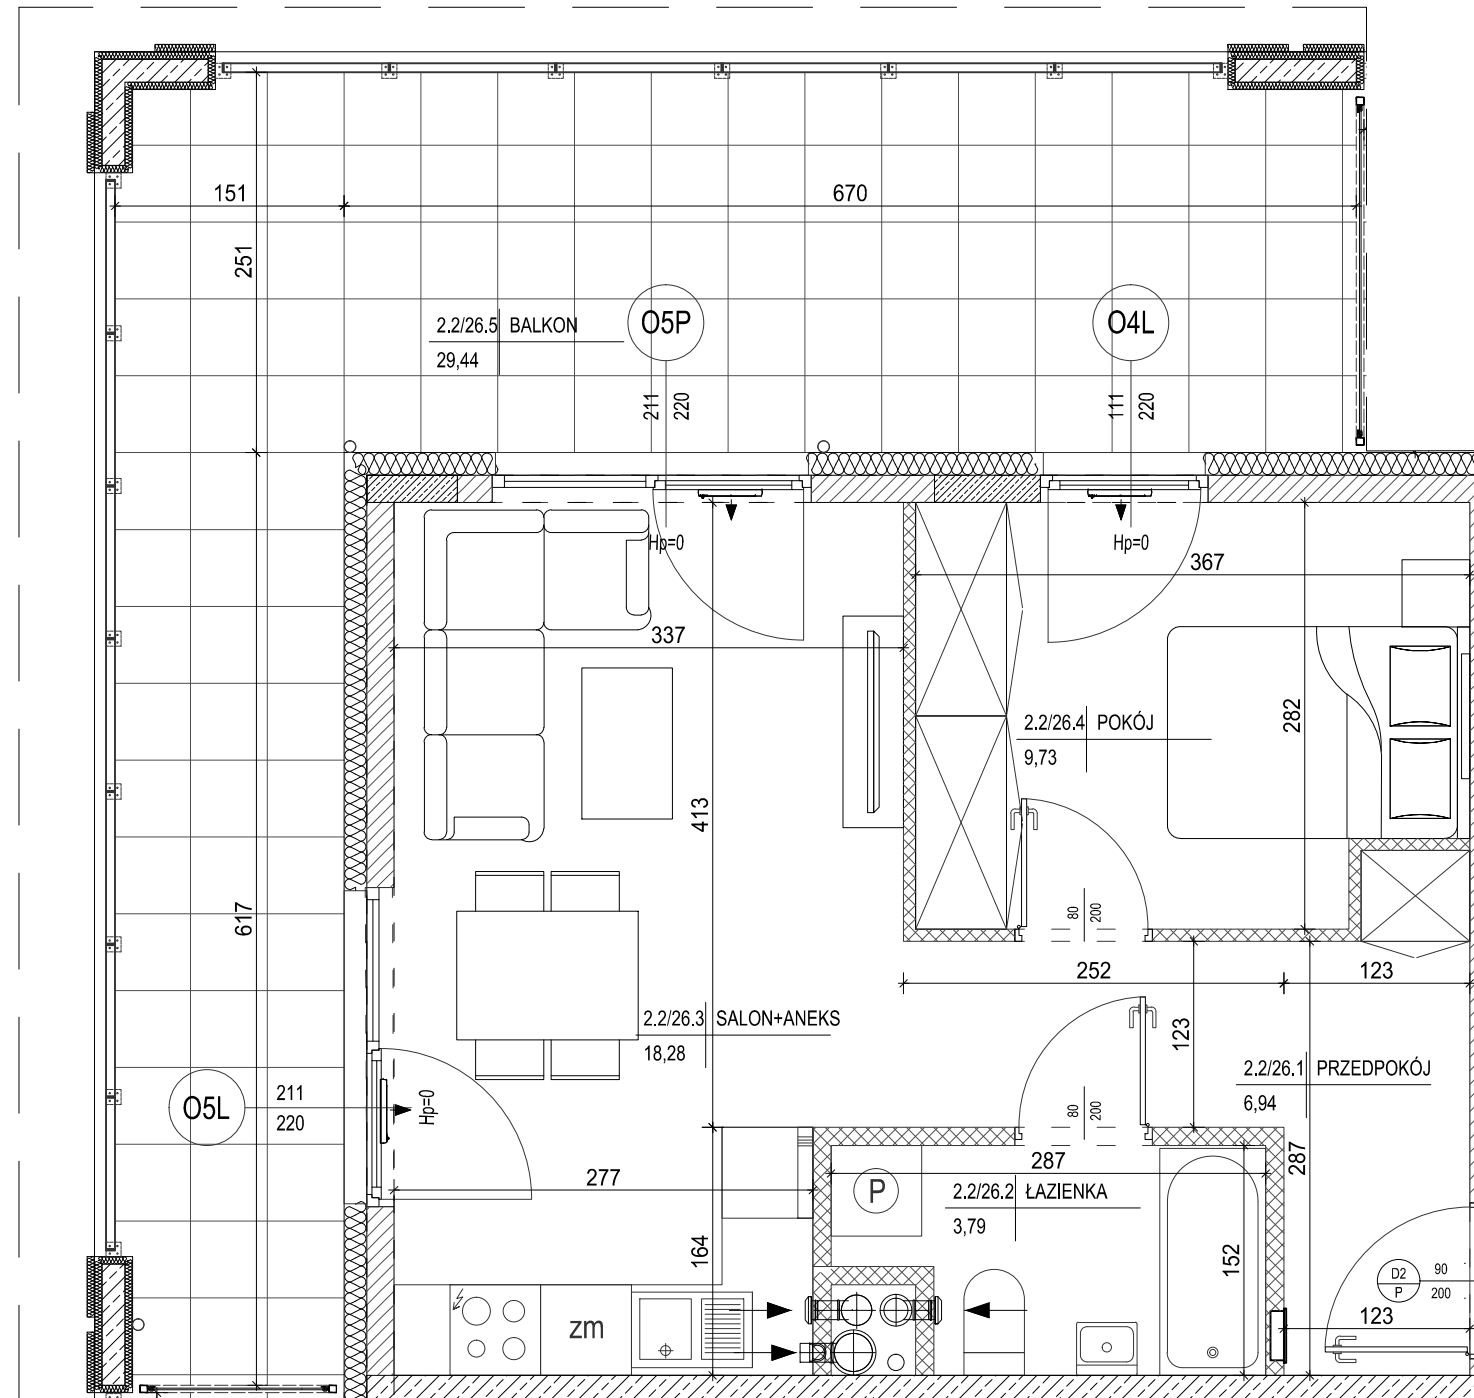 151
670
251
2.2/26.5 BALKON
29,44
O5P
211
220
O4L
111
220
Hp=0
Hp=0
367
337
282
2.2/26.4 POKÓJ
9,73
413
617
80
200
252
123
2.2/26.3 SALON+ANEKS
18,28
123
2.2/26.1 PRZEDPOKÓJ
6,94
O5L
211
220
Hp=0
80
200
287
287
277
P
2.2/26.2 ŁAZIENKA
3,79
164
152
D2
P
90
200
zm
123